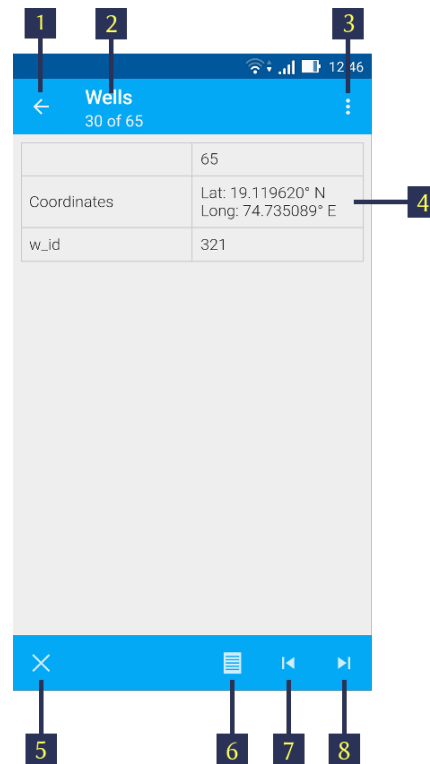 1
2
3
12:46
Wells
30 of 65
65
Coordinates
Lat: 19.119620° N
Long: 74.735089° E
4
w_id
321
5
6
7
8